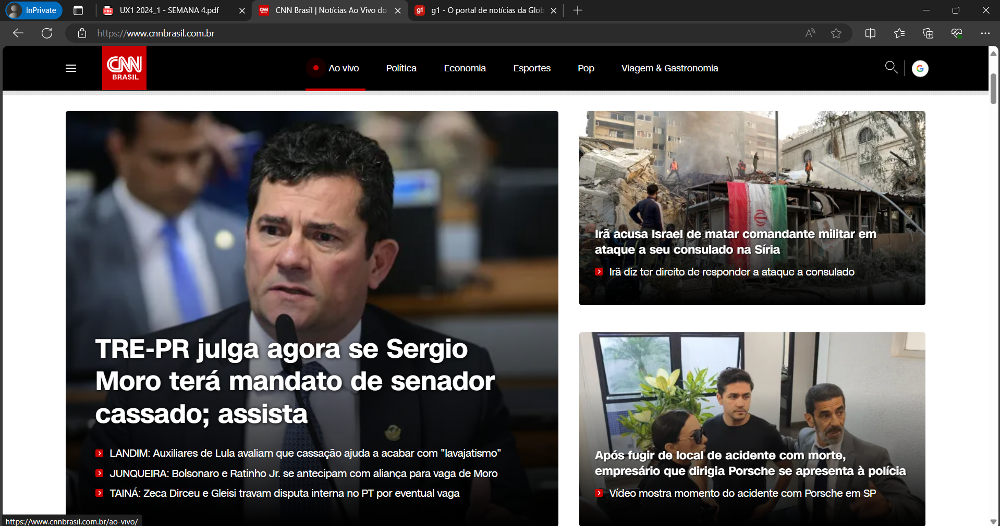 InPrivate
UX1 2024_1 - SEMANA 4.pdf
CNN Brasil | Notícias Ao Vivo do
g1 - O portal de notícias da Glob
https://www.cnnbrasil.com.br
CNN
BRASIL
Ao vivo
Política
Economia
Esportes
Pop
Viagem & Gastronomia
TRE-PR julga agora se Sergio
Moro terá mandato de senador
cassado; assista
LANDIM: Auxiliares de Lula avaliam que cassação ajuda a acabar com "lavajatismo"
JUNQUEIRA: Bolsonaro e Ratinho Jr. se antecipam com aliança para vaga de Moro
TAINÁ: Zeca Dirceu e Gleisi travam disputa interna no PT por eventual vaga
Irã acusa Israel de matar comandante militar em
ataque a seu consulado na Síria
Irã diz ter direito de responder a ataque a consulado
Após fugir de local de acidente com morte,
empresário que dirigia Porsche se apresenta à polícia
Vídeo mostra momento do acidente com Porsche em SP
https://www.cnnbrasil.com.br/ao-vivo/